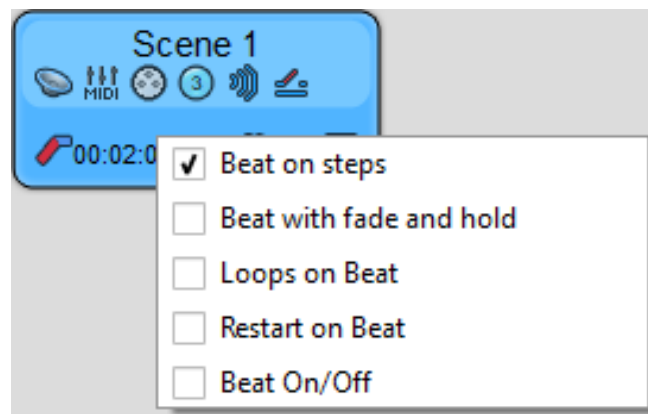 Scene 1
MIDI 3
00:02:0
Beat on steps
Beat with fade and hold
Loops on Beat
Restart on Beat
Beat On/Off